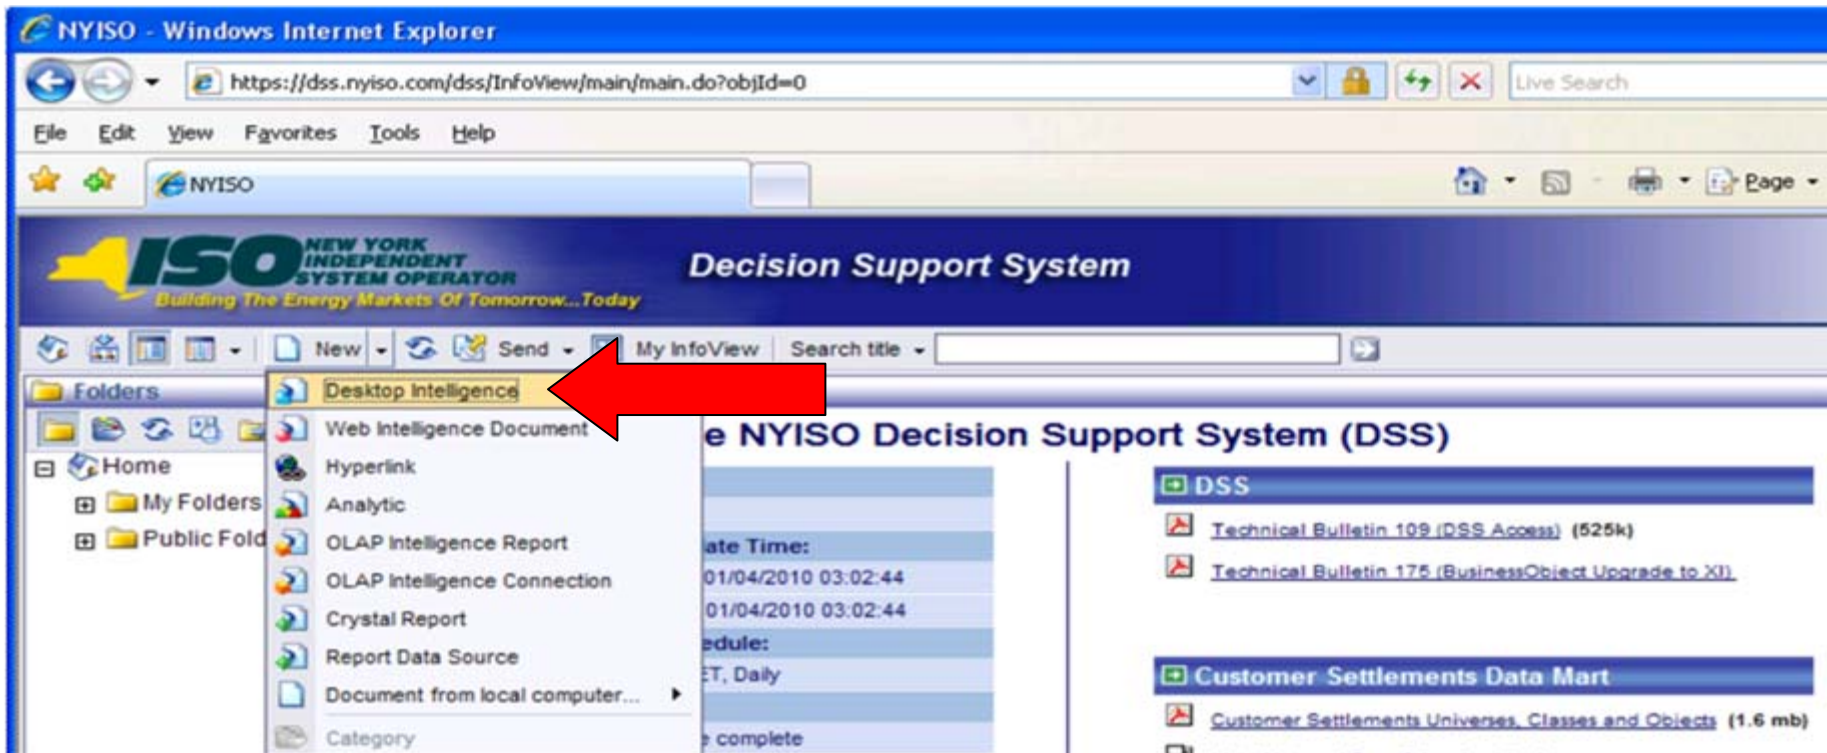 NYISO - Windows Internet Explorer
https://dss.nyiso.com/dss/InfoView/main/main.do?objId=0
Live Search
File Edit View Favorites Tools Help
NYISO
Page
ISO
NEW YORK
INDEPENDENT
SYSTEM OPERATOR
Building The Energy Markets Of Tomorrow...Today
Decision Support System
New Send My InfoView Search title
Folders
Home
My Folders
Public Fold
Desktop Intelligence
Web Intelligence Document
Hyperlink
Analytic
OLAP Intelligence Report
OLAP Intelligence Connection
Crystal Report
Report Data Source
Document from local computer...
Category
e NYISO Decision Support System (DSS)
ate Time:
01/04/2010 03:02:44
01/04/2010 03:02:44
edule:
ET, Daily
complete
DSS
Technical Bulletin 109 (DSS Access) (525k)
Technical Bulletin 175 (BusinessObject Upgrade to XI)
Customer Settlements Data Mart
Customer Settlements Universes, Classes and Objects (1.6 mb)